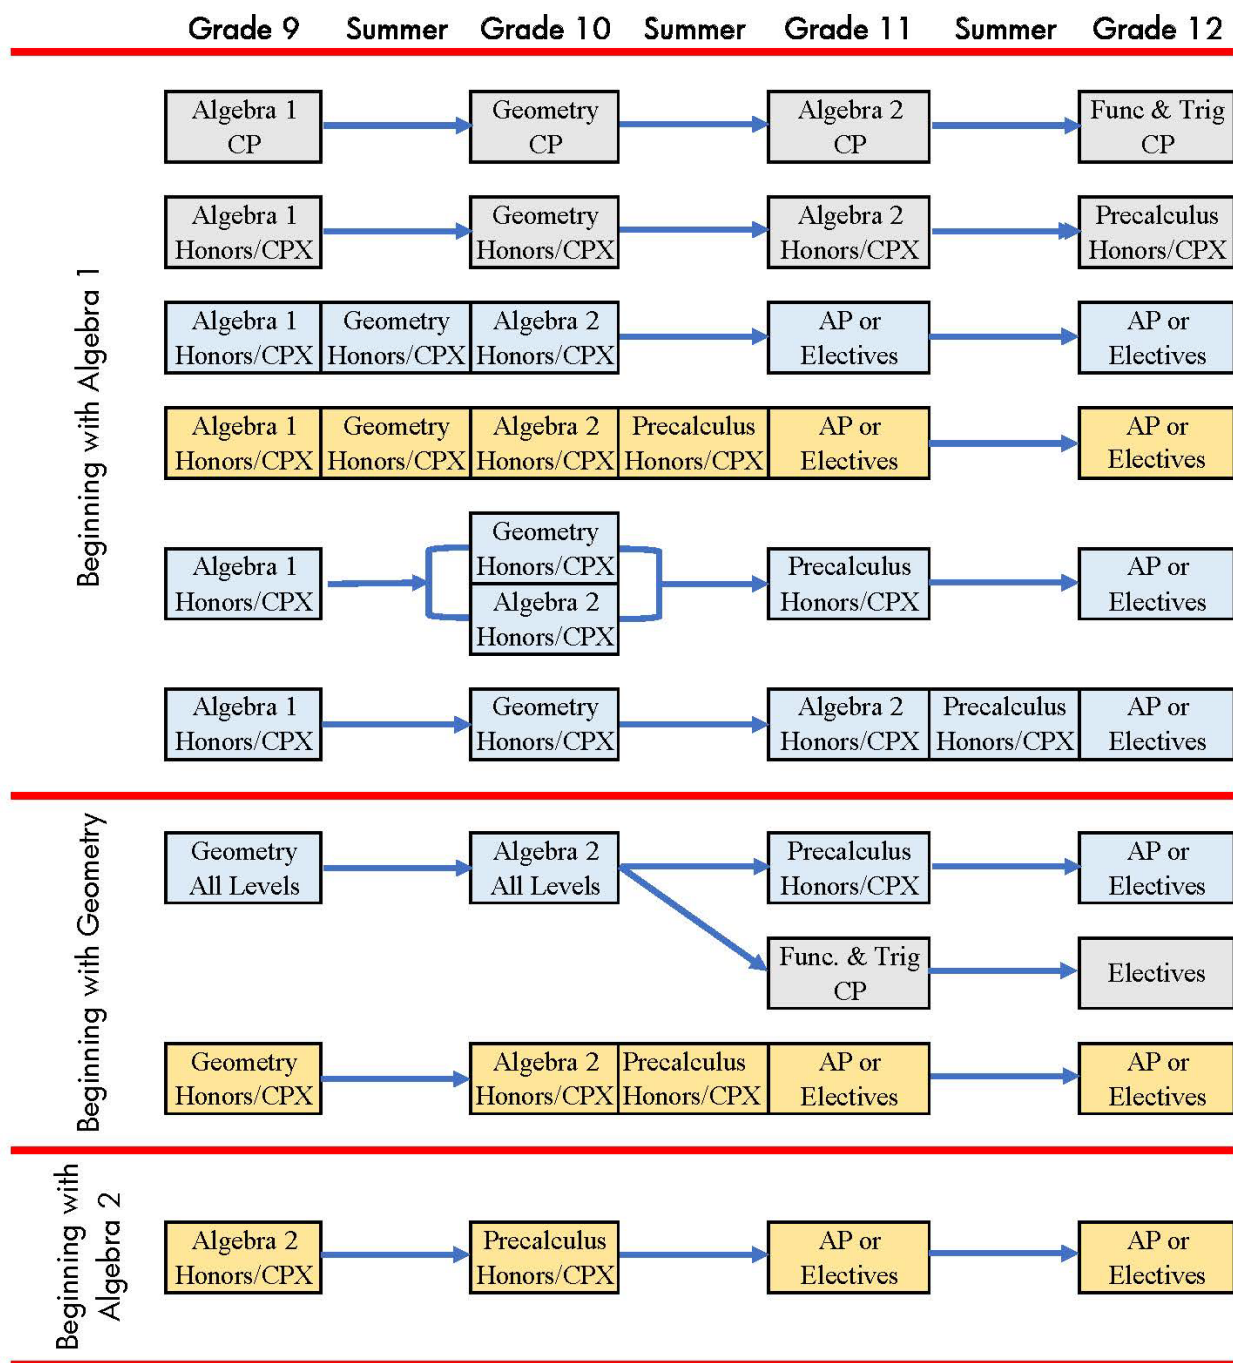 Grade 9 Summer Grade 10 Summer Grade 11 Summer Grade 12
Beginning with Algebra 1
Algebra 1 Geometry Algebra 2 Func & Trig
CP CP CP CP
Algebra 1 Geometry Algebra 2 Precalculus
Honors/CPX Honors/CPX Honors/CPX Honors/CPX
Algebra 1 Geometry Algebra 2 AP or AP or
Honors/CPX Honors/CPX Honors/CPX Electives Electives
Algebra 1 Geometry Algebra 2 Precalculus AP or AP or
Honors/CPX Honors/CPX Honors/CPX Honors/CPX Electives Electives
Geometry
Honors/CPX
Algebra 1 Precalculus AP or
Honors/CPX Honors/CPX Electives
Algebra 2
Honors/CPX
Algebra 1 Geometry Algebra 2 Precalculus AP or
Honors/CPX Honors/CPX Honors/CPX Honors/CPX Electives
Beginning with Geometry
Geometry Algebra 2 Precalculus AP or
All Levels All Levels Honors/CPX Electives
Func. & Trig
CP
Electives
Geometry Algebra 2 Precalculus AP or AP or
Honors/CPX Honors/CPX Honors/CPX Electives Electives
Beginning with
Algebra 2
Algebra 2 Precalculus AP or AP or
Honors/CPX Honors/CPX Electives Electives